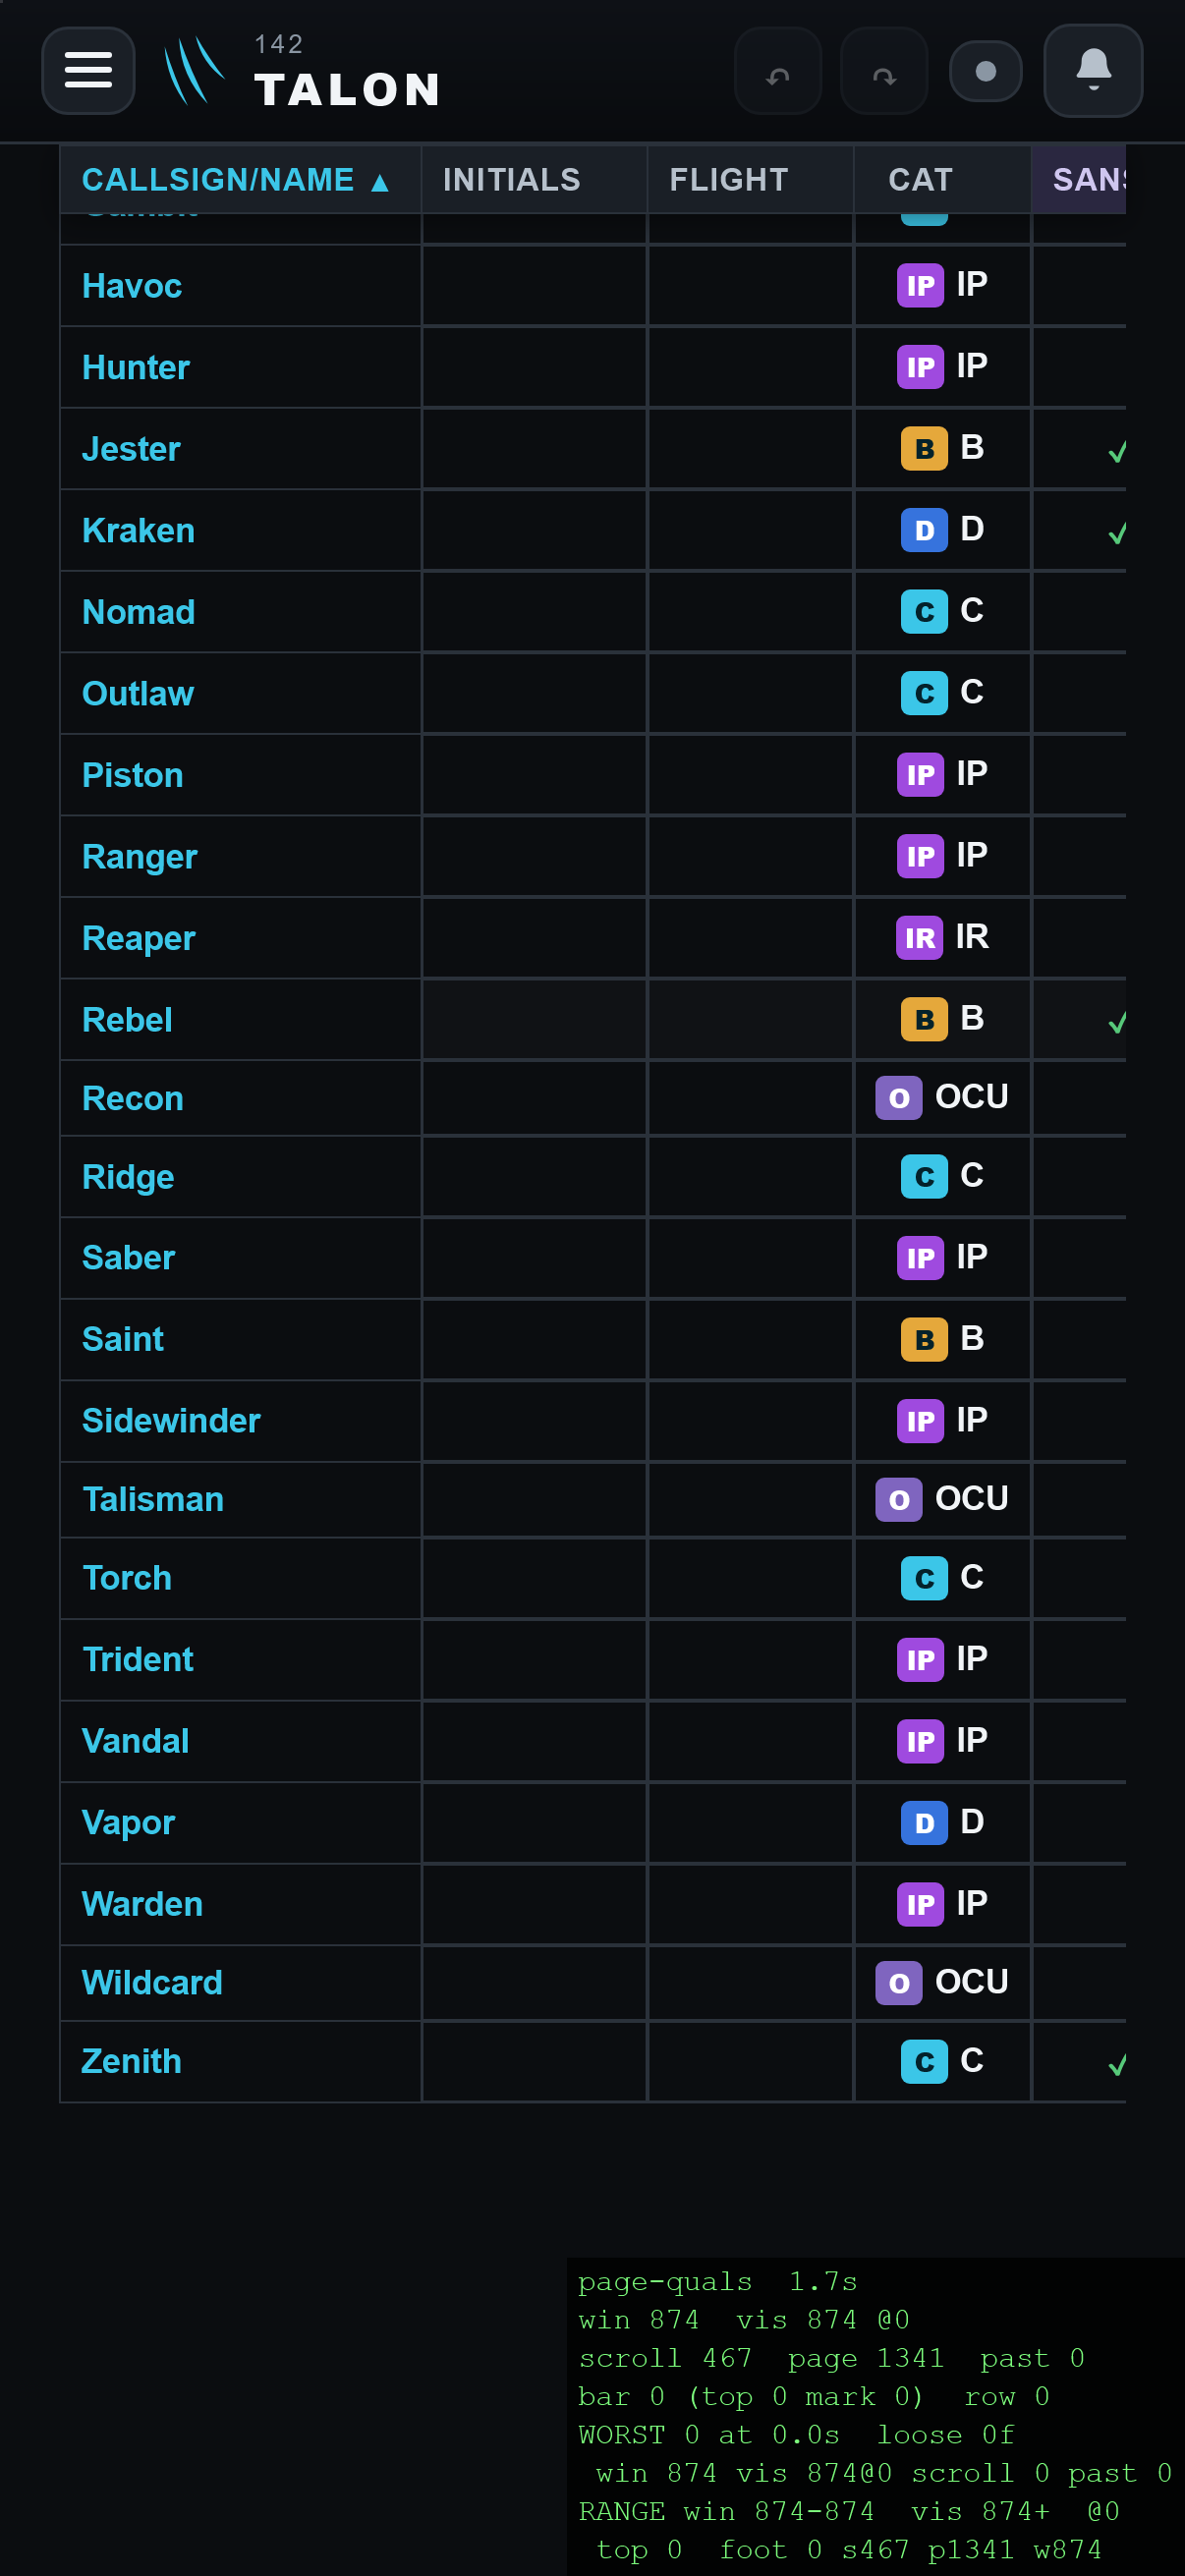 142
TALON
CALLSIGN/NAME ▲ INITIALS FLIGHT CAT
Havoc IP IP
Hunter IP IP
Jester B B ✓
Kraken D D ✓
Nomad C C
Outlaw C C
Piston IP IP
Ranger IP IP
Reaper IR IR
Rebel B B ✓
Recon O OCU
Ridge C C
Saber IP IP
Saint B B
Sidewinder IP IP
Talisman O OCU
Torch C C
Trident IP IP
Vandal IP IP
Vapor D D
Warden IP IP
Wildcard O OCU
Zenith C C ✓
page-quals 1.7s
win 874 vis 874 @0
scroll 467 page 1341 past 0
bar 0 (top 0 mark 0) row 0
WORST 0 at 0.0s loose 0f
win 874 vis 874@0 scroll 0 past 0
RANGE win 874-874 vis 874+ @0
top 0 foot 0 s467 p1341 w874